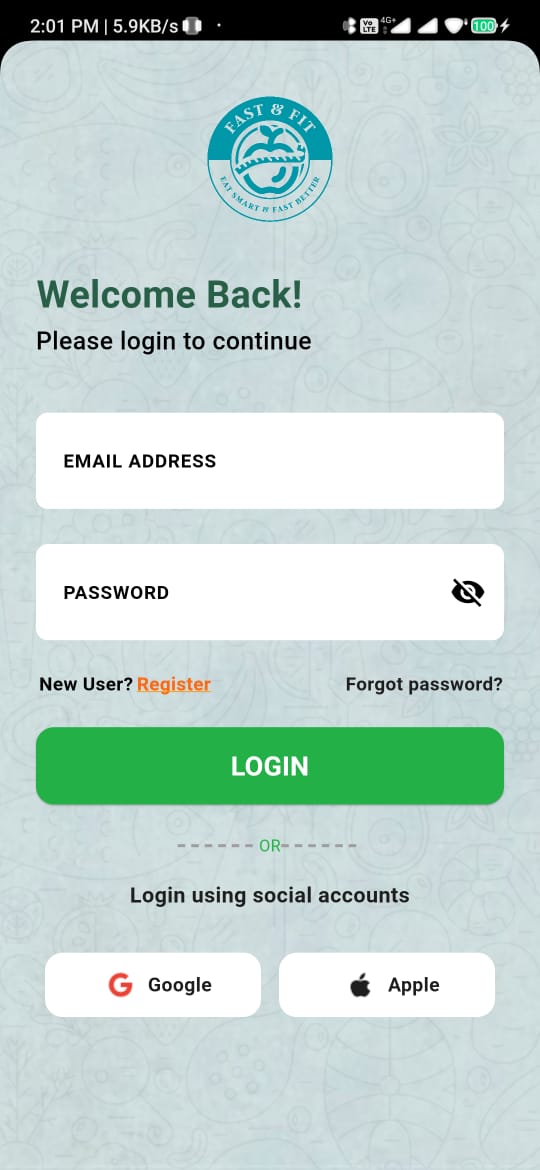 2:01 PM | 5.9KB/s
Vo LTE 4G+ 100
FAST & FIT
EAT SMART & FAST BETTER
Welcome Back!
Please login to continue
EMAIL ADDRESS
PASSWORD
New User? Register Forgot password?
LOGIN
OR
Login using social accounts
Google Apple